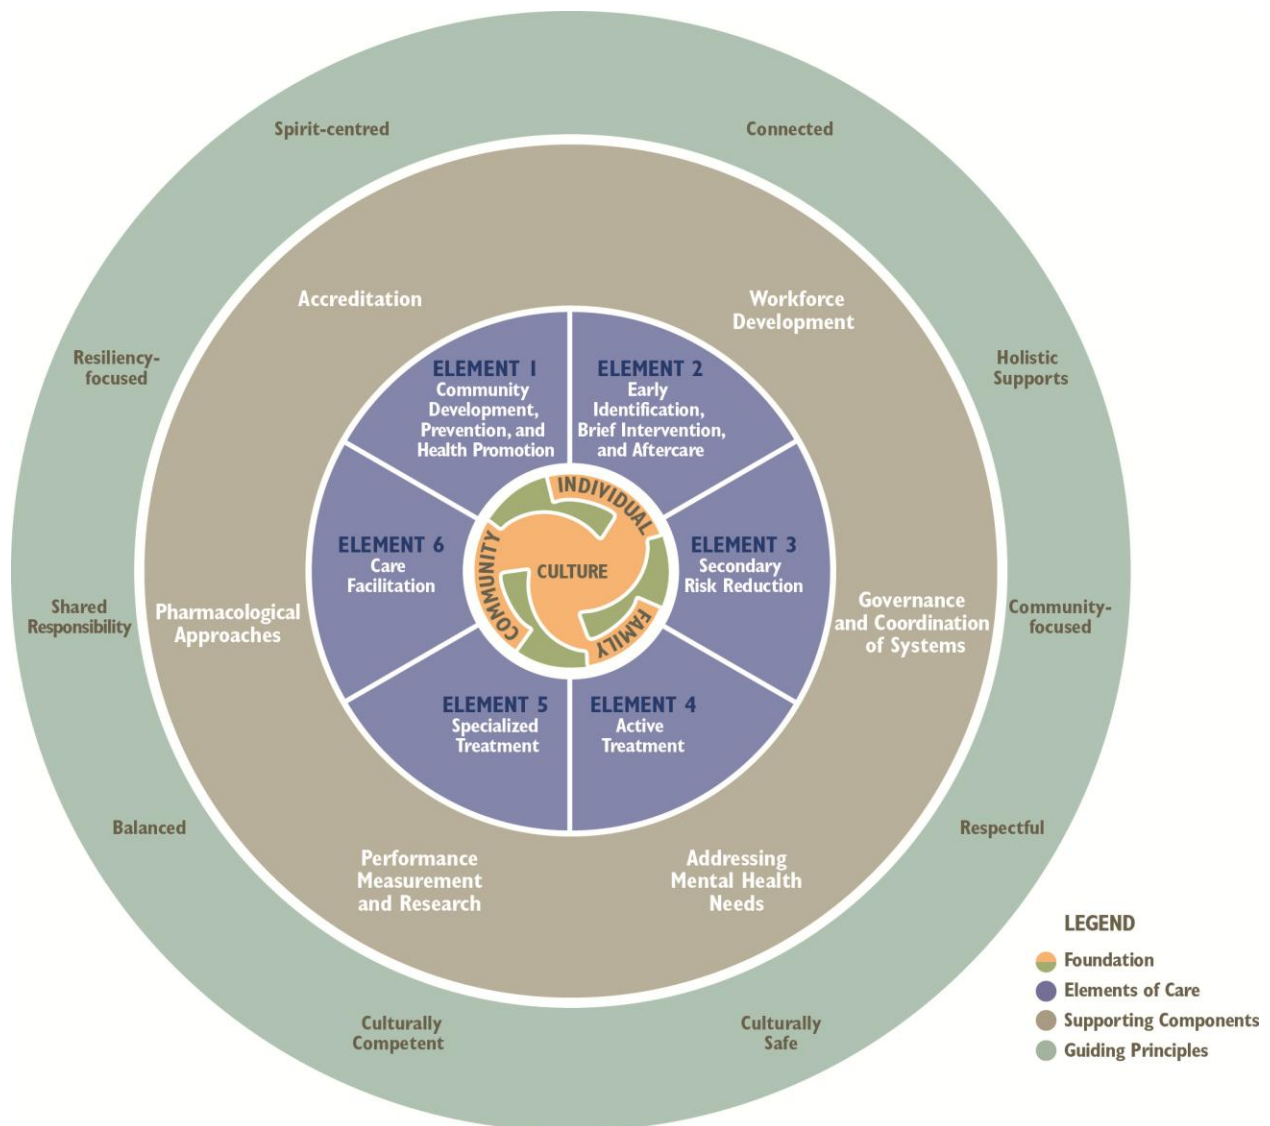 Spirit-centred
Connected
Accreditation
Workforce
Development
Resiliency-
focused
Holistic
Supports
ELEMENT 1
Community
Development,
Prevention, and
Health Promotion
ELEMENT 2
Early
Identification,
Brief Intervention,
and Aftercare
INDIVIDUAL
COMMUNITY
CULTURE
FAMILY
ELEMENT 6
Care
Facilitation
ELEMENT 3
Secondary
Risk Reduction
Shared
Responsibility
Pharmacological
Approaches
Governance
and Coordination
of Systems
Community-
focused
ELEMENT 5
Specialized
Treatment
ELEMENT 4
Active
Treatment
Balanced
Respectful
Performance
Measurement
and Research
Addressing
Mental Health
Needs
Culturally
Competent
Culturally
Safe
LEGEND
Foundation
Elements of Care
Supporting Components
Guiding Principles